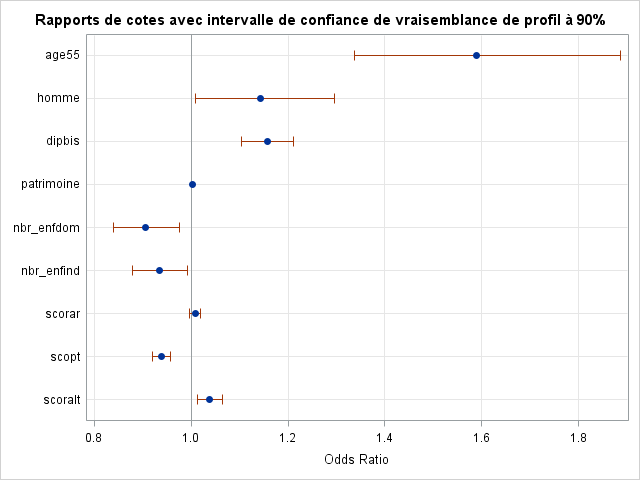 Rapports de cotes avec intervalle de confiance de vraisemblance de profil à 90%
age55
homme
dipbis
patrimoine
nbr_enfdom
nbr_enfind
scorar
scopt
scoralt
0.8 1.0 1.2 1.4 1.6 1.8
Odds Ratio